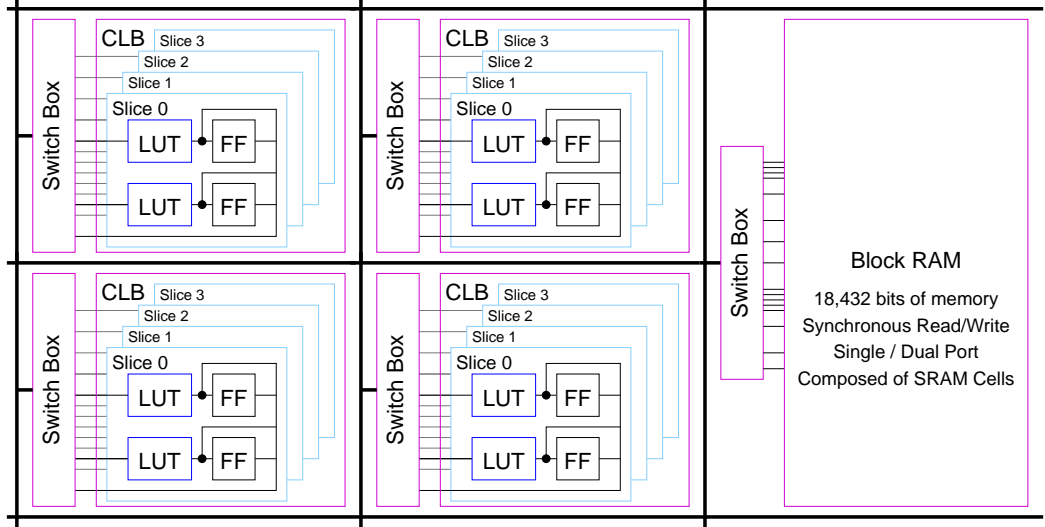 Switch Box
CLB
Slice 3
Slice 2
Slice 1
Slice 0
LUT
FF
LUT
FF
Switch Box
CLB
Slice 3
Slice 2
Slice 1
Slice 0
LUT
FF
LUT
FF
Switch Box
CLB
Slice 3
Slice 2
Slice 1
Slice 0
LUT
FF
LUT
FF
Switch Box
CLB
Slice 3
Slice 2
Slice 1
Slice 0
LUT
FF
LUT
FF
Switch Box
Block RAM
18,432 bits of memory
Synchronous Read/Write
Single / Dual Port
Composed of SRAM Cells